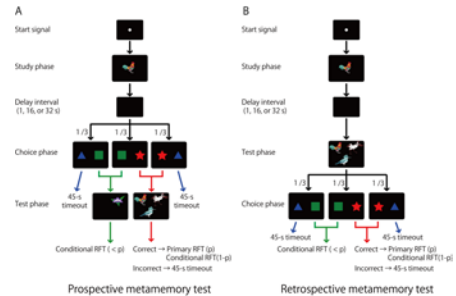 A
Start signal
Study phase
Delay interval
(1, 16, or 32 s)
1/3
1/3
1/3
Choice phase
45-s
timeout
45-s
timeout
Test phase
Conditional RFT (< p)
Correct → Primary RFT (p)
Conditional RFT(1-p)
Incorrect → 45-s timeout
Prospective metamemory test
B
Start signal
Study phase
Delay interval
(1, 16, or 32 s)
Test phase
1/3
1/3
1/3
Choice phase
45-s
timeout
45-s
timeout
Conditional RFT (< p)
Correct → Primary RFT (p)
Conditional RFT(1-p)
Incorrect → 45-s timeout
Retrospective metamemory test